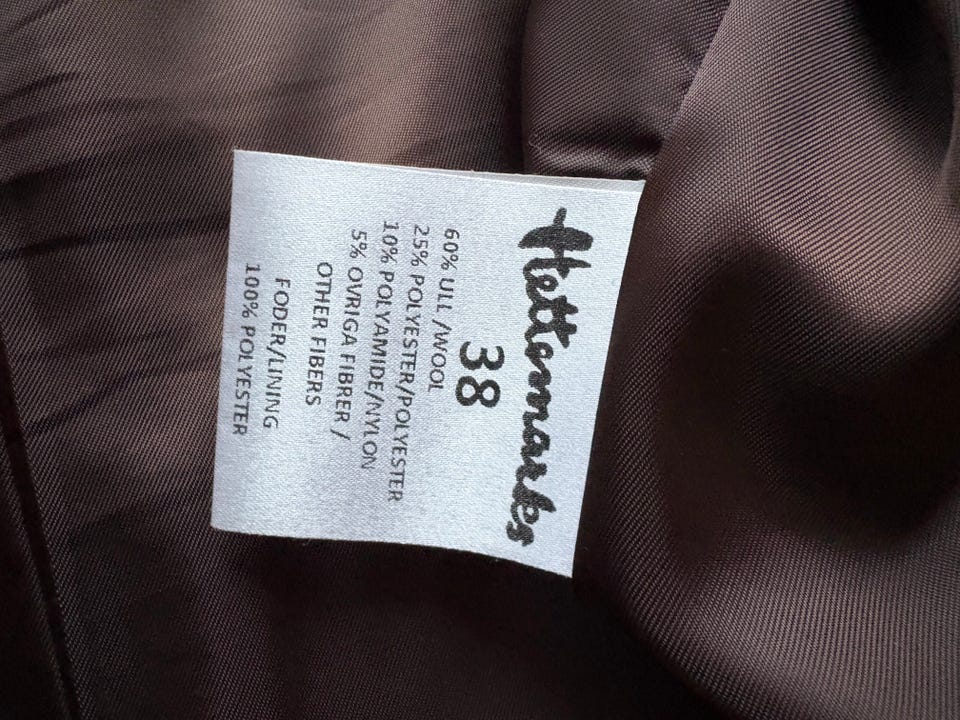 Hettemarks
38
60% ULL /WOOL
25% POLYESTER/POLYESTER
10% POLYAMIDE/NYLON
5% OVRIGA FIBRER /
OTHER FIBERS
FODER/LINING
100% POLYESTER